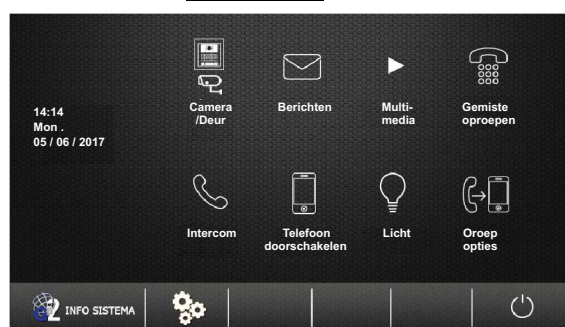 14:14
Mon .
05 / 06 / 2017
Camera
/Deur
Berichten
Multi-
media
Gemiste
oproepen
Intercom
Telefoon
doorschakelen
Licht
Oroep
opties
2 INFO SISTEMA